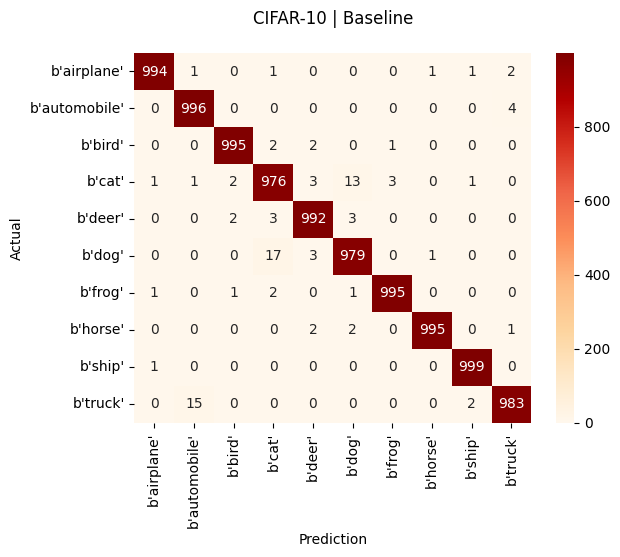 CIFAR-10 | Baseline
b'airplane' 994 1 0 1 0 0 0 1 1 2
b'automobile' 0 996 0 0 0 0 0 0 0 4
b'bird' 0 0 995 2 2 0 1 0 0 0
b'cat' 1 1 2 976 3 13 3 0 1 0
b'deer' 0 0 2 3 992 3 0 0 0 0
b'dog' 0 0 0 17 3 979 0 1 0 0
b'frog' 1 0 1 2 0 1 995 0 0 0
b'horse' 0 0 0 0 2 2 0 995 0 1
b'ship' 1 0 0 0 0 0 0 0 999 0
b'truck' 0 15 0 0 0 0 0 0 2 983
Actual
b'airplane' b'automobile' b'bird' b'cat' b'deer' b'dog' b'frog' b'horse' b'ship' b'truck'
Prediction
800
600
400
200
0